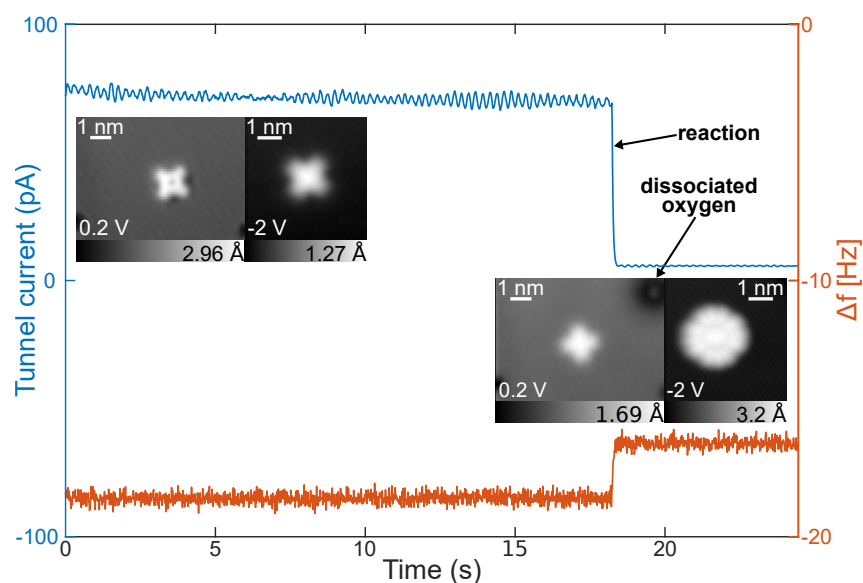 100
0
1 nm
1 nm
reaction
dissociated
oxygen
0.2 V
-2 V
2.96 Å
1.27 Å
Tunnel current (pA)
0
-10
Δf [Hz]
1 nm
1 nm
0.2 V
-2 V
1.69 Å
3.2 Å
-100
-20
0
5
10
15
20
Time (s)